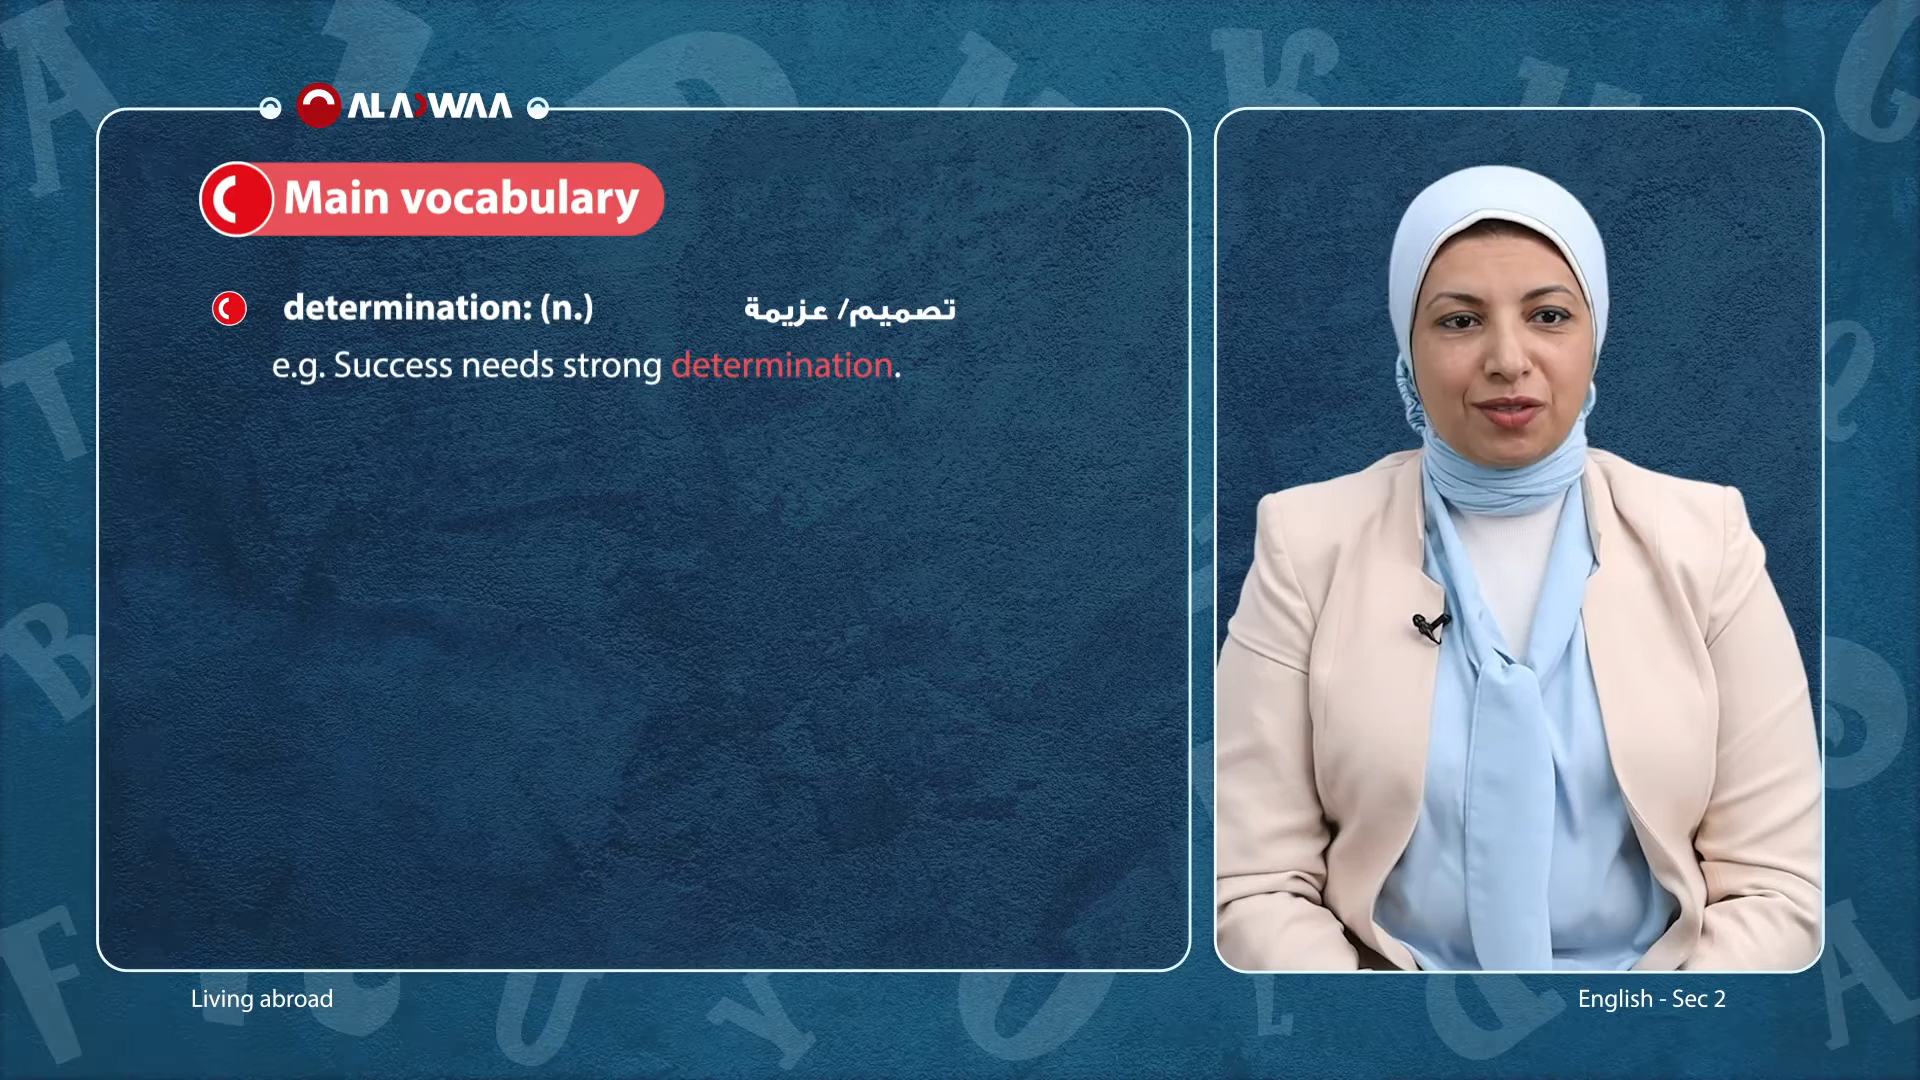 ALADWAA
Main vocabulary
determination: (n.) تصميم/ عزيمة
e.g. Success needs strong determination.
Living abroad
English - Sec 2